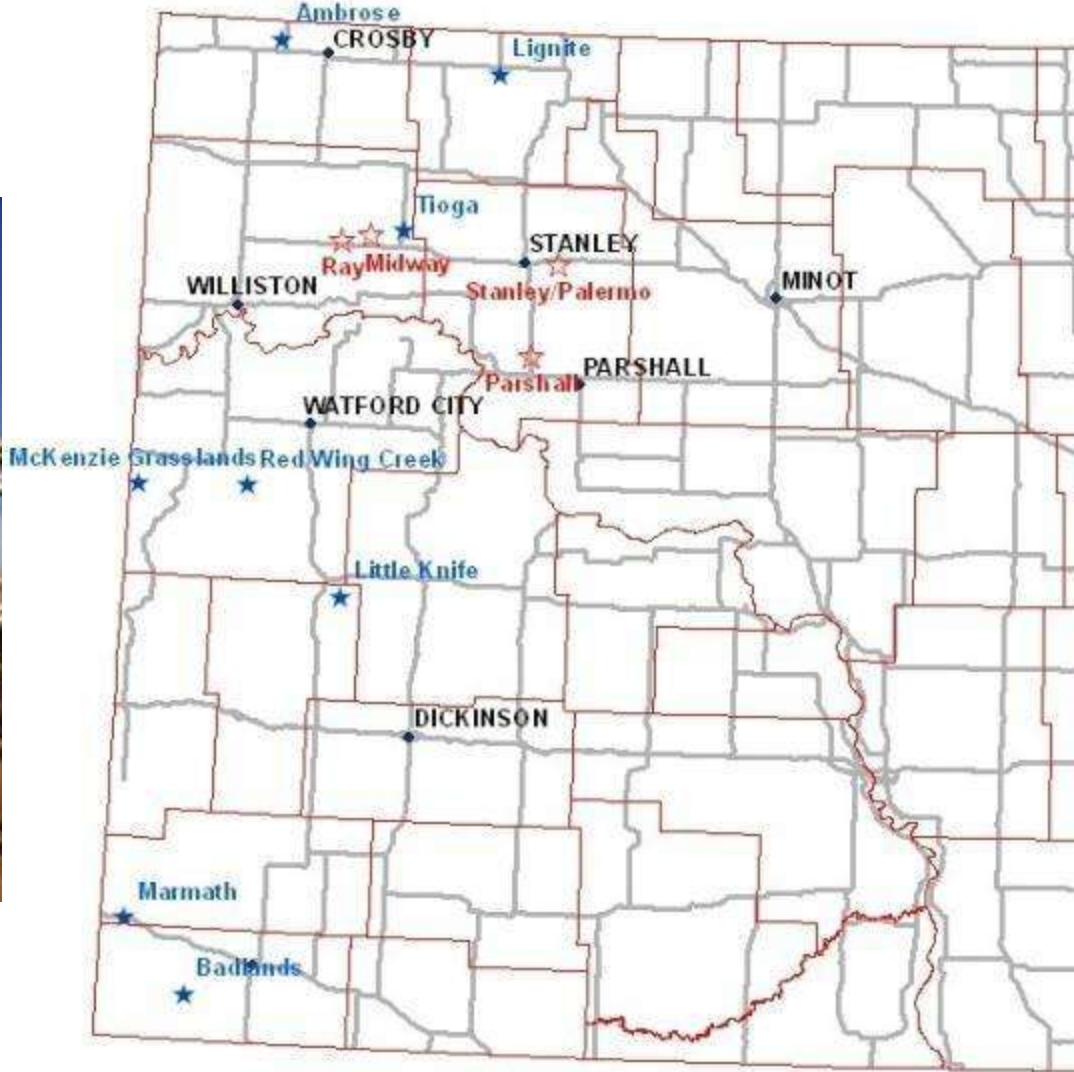 Ambrose
CROSBY
Lignite
Tioga
STANLEY
Ray Midway
WILLISTON
Stanley/Palermo
MINOT
PARSHALL
Parshall
WATFORD CITY
McKenzie Grasslands Red Wing Creek
Little Knife
DICKINSON
Marmath
Badlands